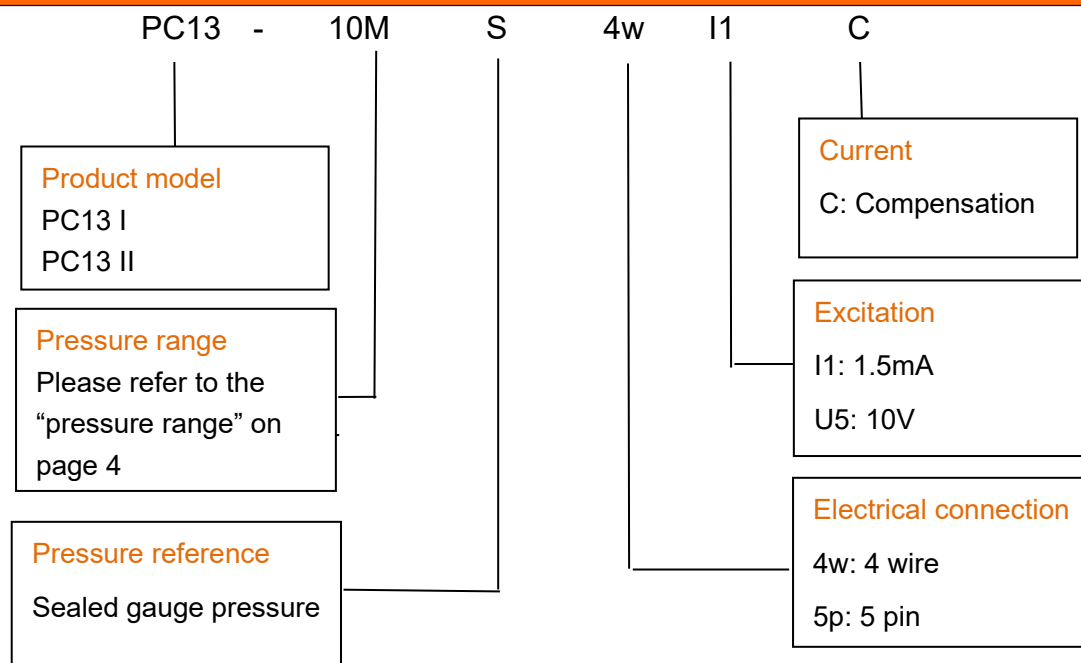 PC13 - 10M S 4w I1 C
Product model
PC13 I
PC13 II
Pressure range
Please refer to the
“pressure range” on
page 4
Pressure reference
Sealed gauge pressure
Current
C: Compensation
Excitation
I1: 1.5mA
U5: 10V
Electrical connection
4w: 4 wire
5p: 5 pin